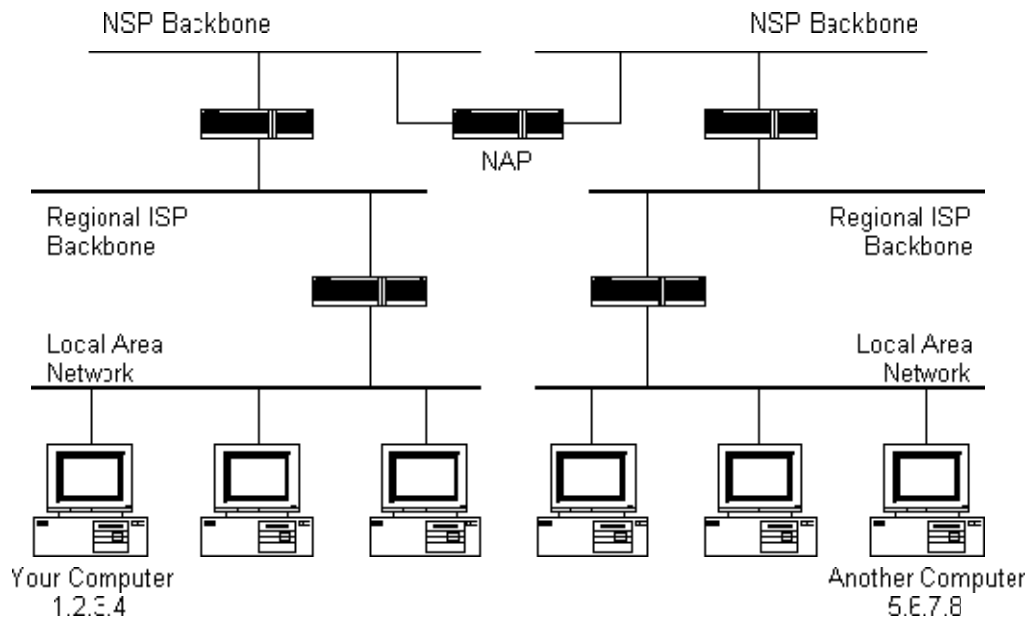 NSP Backbone
NSP Backbone
NAP
Regional ISP
Backbone
Regional ISP
Backbone
Local Area
Network
Local Area
Network
Your Computer
1.2.3.4
Another Computer
5.6.7.8